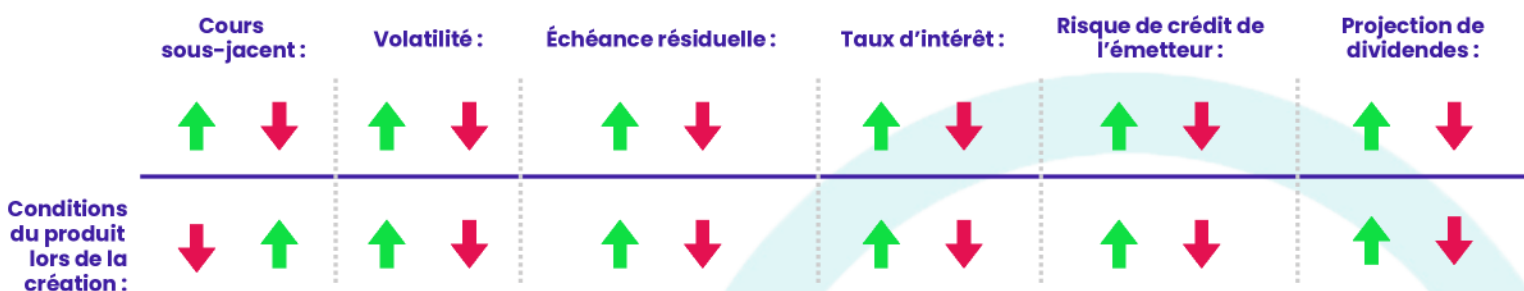 Cours
sous-jacent :
Volatilité :
Échéance résiduelle :
Taux d’intérêt :
Risque de crédit de
l’émetteur :
Projection de
dividendes :
Conditions
du produit
lors de la
création :